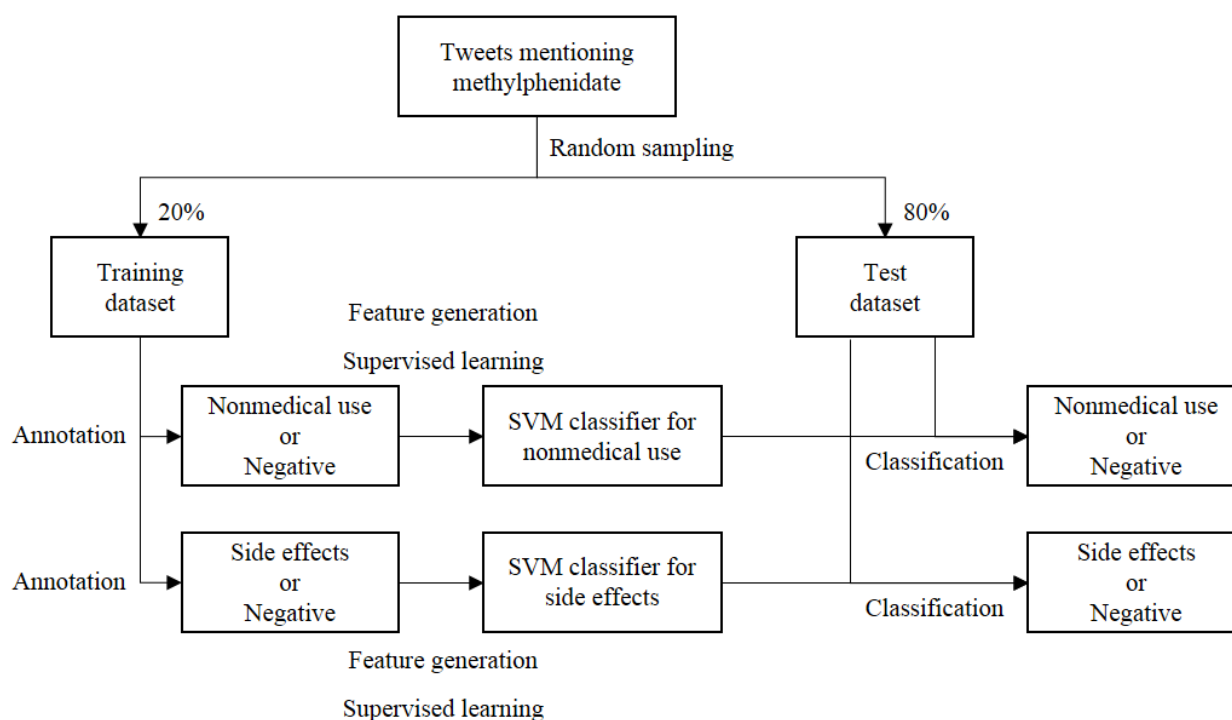 Tweets mentioning
methylphenidate
Random sampling
20%
80%
Training
dataset
Test
dataset
Feature generation
Supervised learning
Annotation
Nonmedical use
or
Negative
SVM classifier for
nonmedical use
Classification
Nonmedical use
or
Negative
Annotation
Side effects
or
Negative
SVM classifier for
side effects
Classification
Side effects
or
Negative
Feature generation
Supervised learning